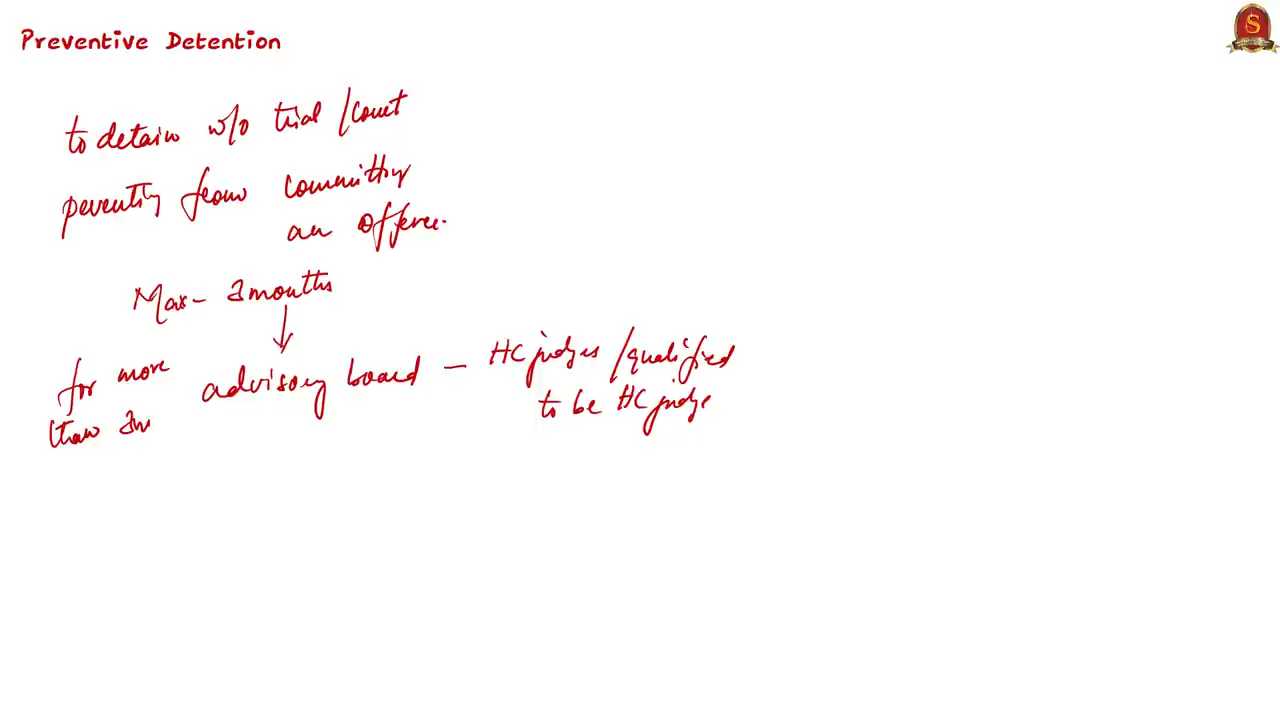 Preventive Detention
to detain w/o trial / court
peventily from committing
an offence.
Max - 3 months
for more advisory board - HC judges / qualified
than 3m to be HC judge